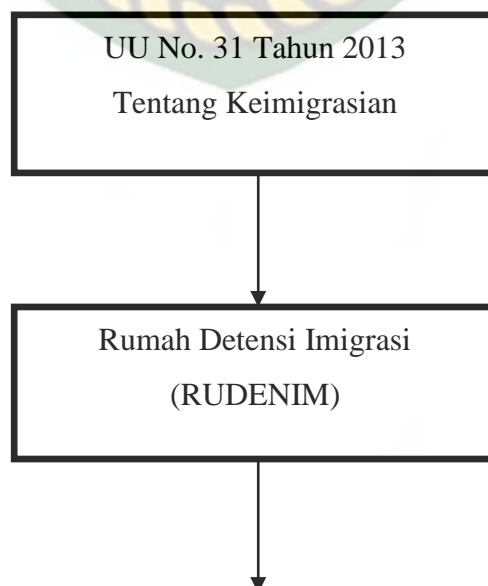 UU No. 31 Tahun 2013
Tentang Keimigrasian
Rumah Detensi Imigrasi
(RUDENIM)